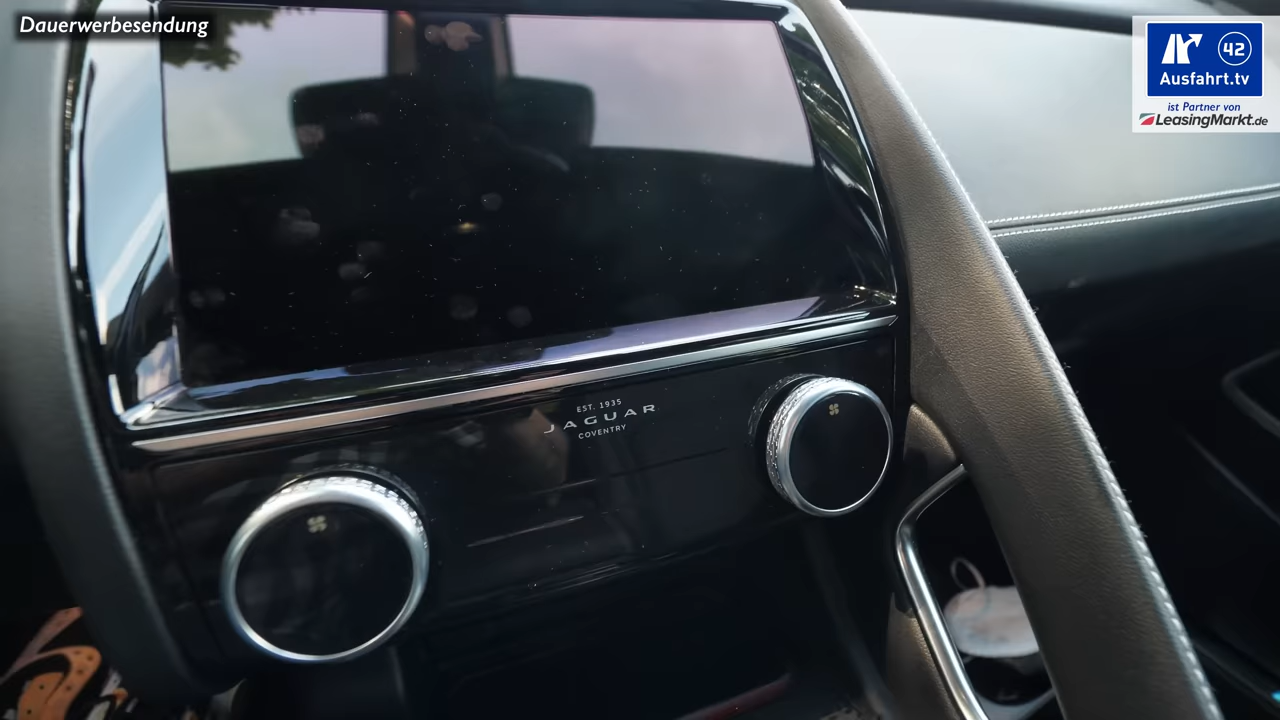 Dauerwerbesendung
42
Ausfahrt.tv
ist Partner von
LeasingMarkt.de
EST. 1935
JAGUAR
COVENTRY